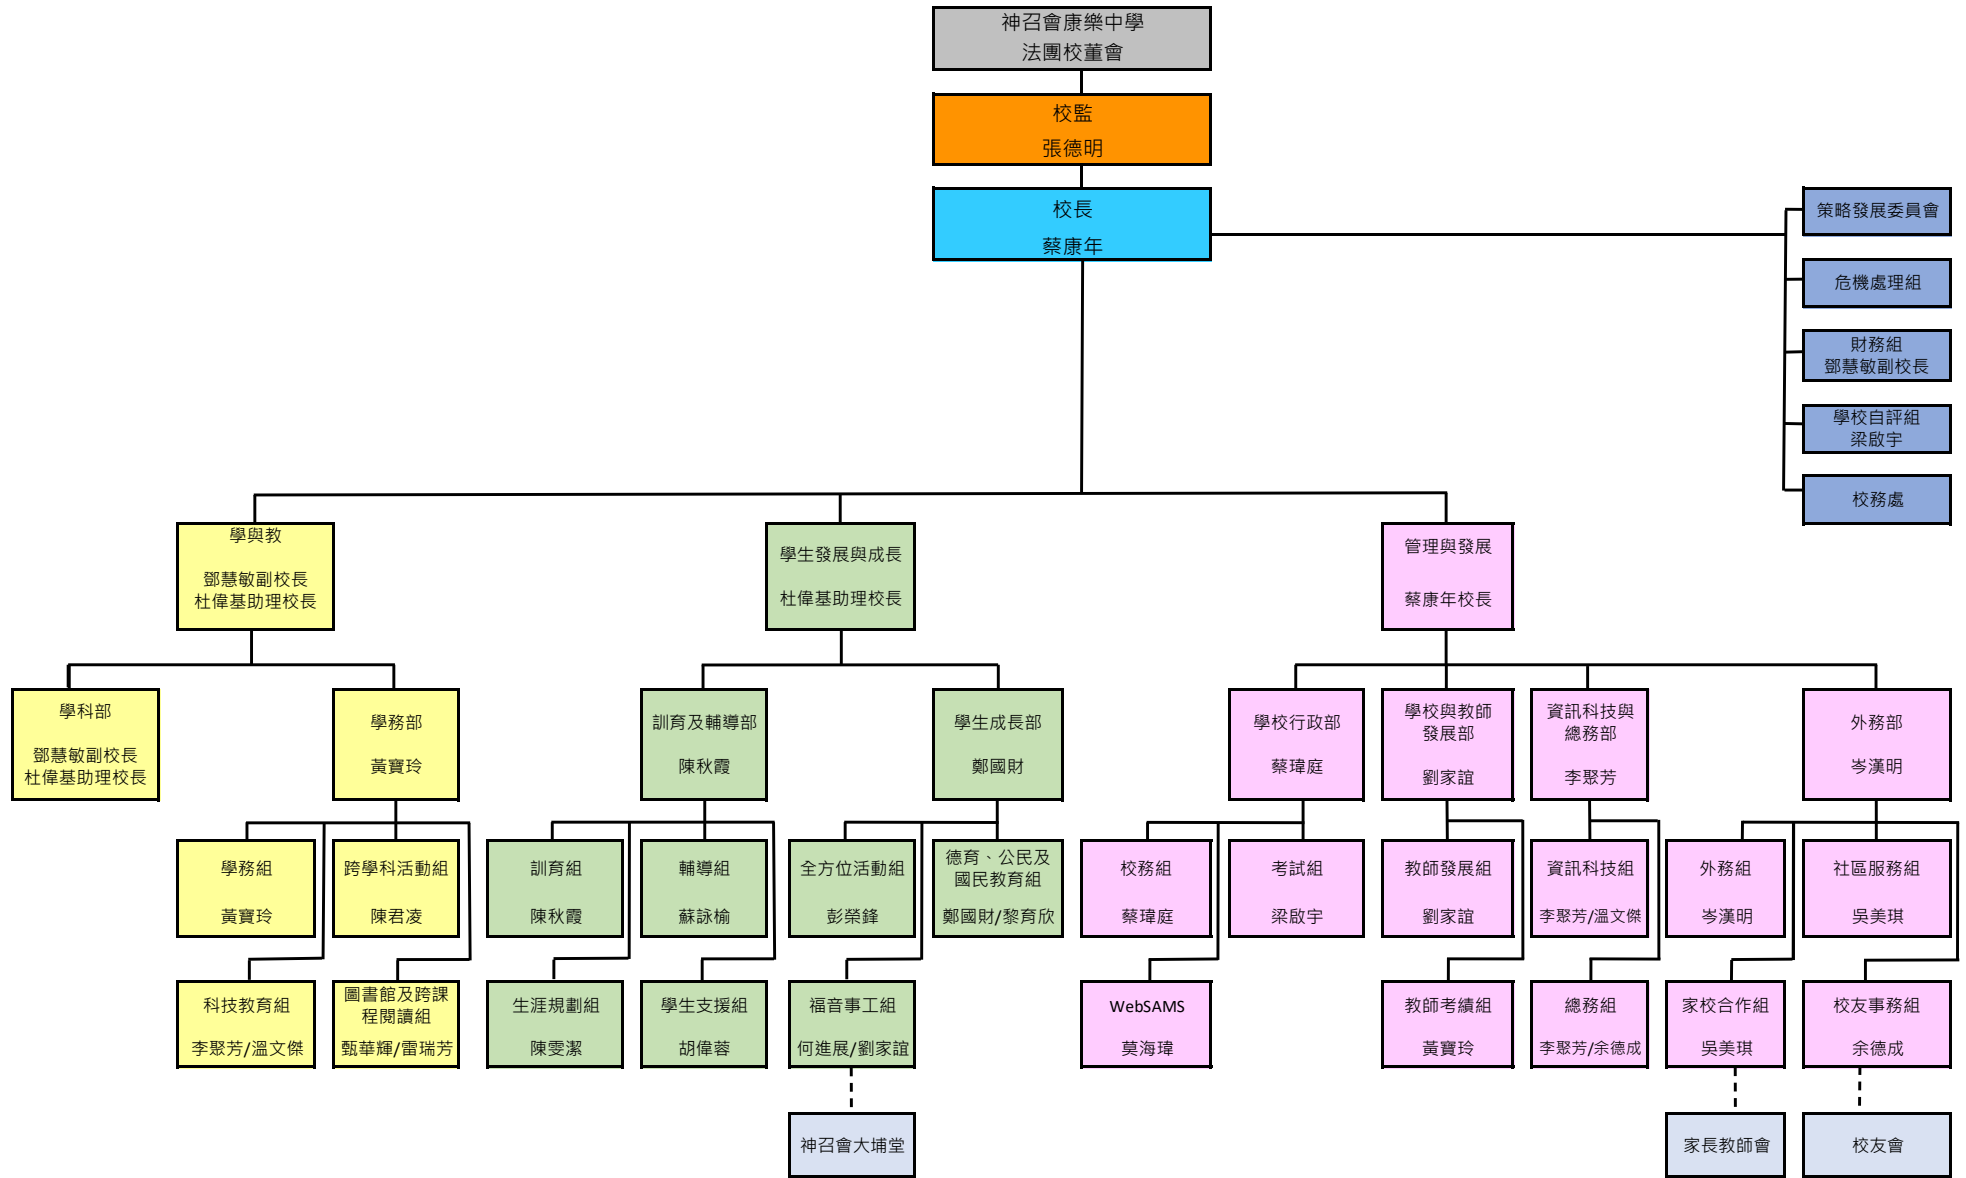 神召會康樂中學
法團校董會
校監
張德明
校長
蔡康年
策略發展委員會
危機處理組
財務組
鄧慧敏副校長
學校自評組
梁啟宇
校務處
學與教
鄧慧敏副校長
杜偉基助理校長
學生發展與成長
杜偉基助理校長
管理與發展
蔡康年校長
學科部
鄧慧敏副校長
杜偉基助理校長
學務部
黃寶玲
訓育及輔導部
陳秋霞
學生成長部
鄭國財
學校行政部
蔡瑋庭
學校與教師
發展部
劉家誼
資訊科技與
總務部
李聚芳
外務部
岑漢明
學務組
黃寶玲
跨學科活動組
陳君凌
訓育組
陳秋霞
輔導組
蘇詠榆
全方位活動組
彭榮鋒
德育、公民及
國民教育組
鄭國財/黎育欣
校務組
蔡瑋庭
考試組
梁啟宇
教師發展組
劉家誼
資訊科技組
李聚芳/溫文傑
外務組
岑漢明
社區服務組
吳美琪
科技教育組
李聚芳/溫文傑
圖書館及跨課
程閱讀組
甄華輝/雷瑞芳
生涯規劃組
陳雯潔
學生支援組
胡偉蓉
福音事工組
何進展/劉家誼
WebSAMS
莫海瑋
教師考績組
黃寶玲
總務組
李聚芳/余德成
家校合作組
吳美琪
校友事務組
余德成
神召會大埔堂
家長教師會
校友會